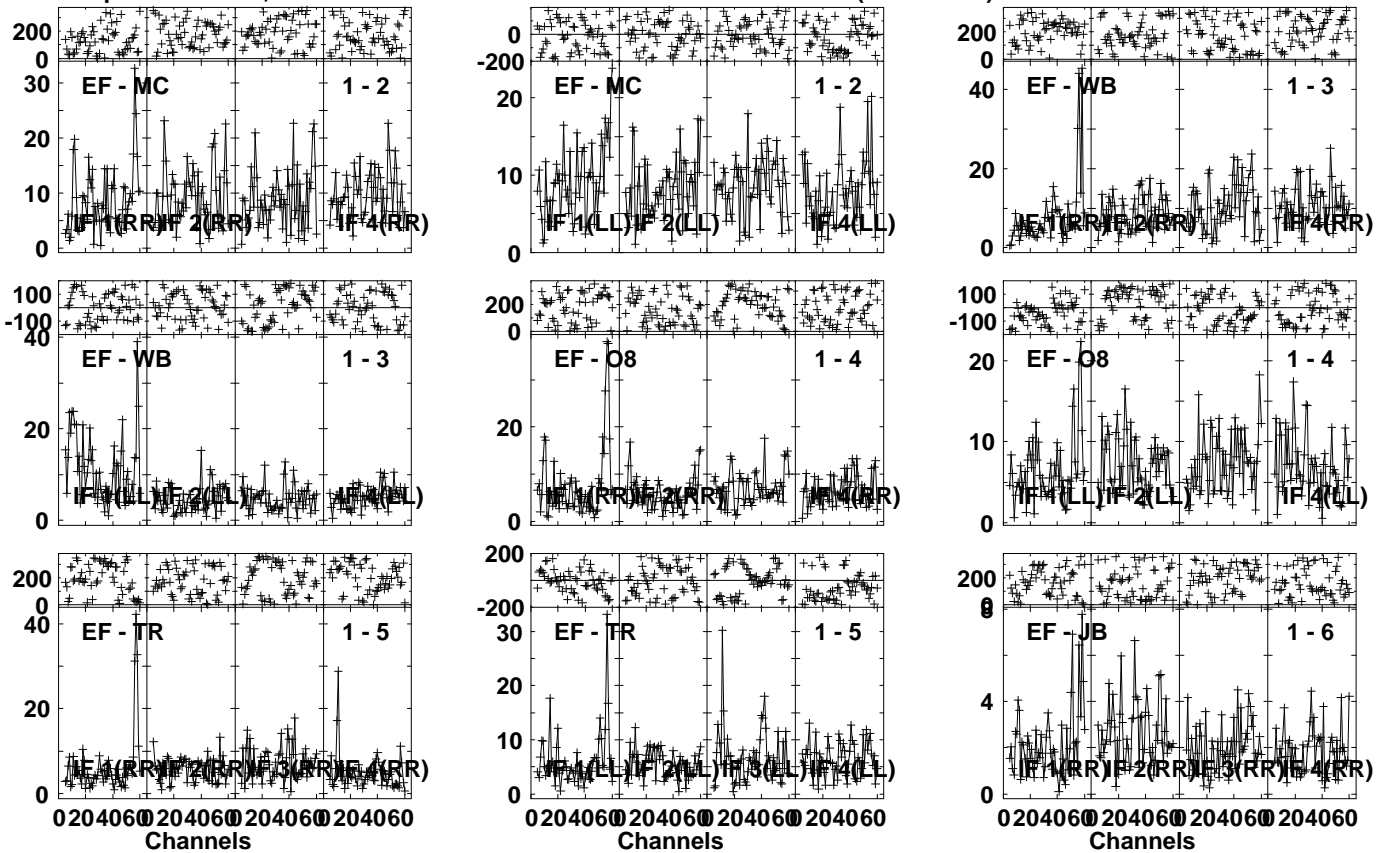 200
0
0
-200
200
0
30
20
10
0
EF - MC
1 - 2
IF 1(RR)
IF 2(RR)
IF 4(RR)
20
10
0
EF - MC
1 - 2
IF 1(LL)
IF 2(LL)
IF 4(LL)
40
20
0
EF - WB
1 - 3
IF 1(RR)
IF 2(RR)
IF 4(RR)
100
-100
200
0
100
-100
40
20
0
EF - WB
1 - 3
IF 1(LL)
IF 2(LL)
IF 4(LL)
20
0
EF - O8
1 - 4
IF 1(RR)
IF 2(RR)
IF 4(RR)
20
10
0
EF - O8
1 - 4
IF 1(LL)
IF 2(LL)
IF 4(LL)
200
0
200
-200
200
0
40
20
0
EF - TR
1 - 5
IF 1(RR)
IF 2(RR)
IF 3(RR)
IF 4(RR)
30
20
10
0
EF - TR
1 - 5
IF 1(LL)
IF 2(LL)
IF 3(LL)
IF 4(LL)
8
4
0
EF - JB
1 - 6
IF 1(RR)
IF 2(RR)
IF 3(RR)
IF 4(RR)
0 20 40 60 0 20 40 60 0 20 40 60 0 20 40 60
0 20 40 60 0 20 40 60 0 20 40 60 0 20 40 60
0 20 40 60 0 20 40 60 0 20 40 60 0 20 40 60
Channels
Channels
Channels